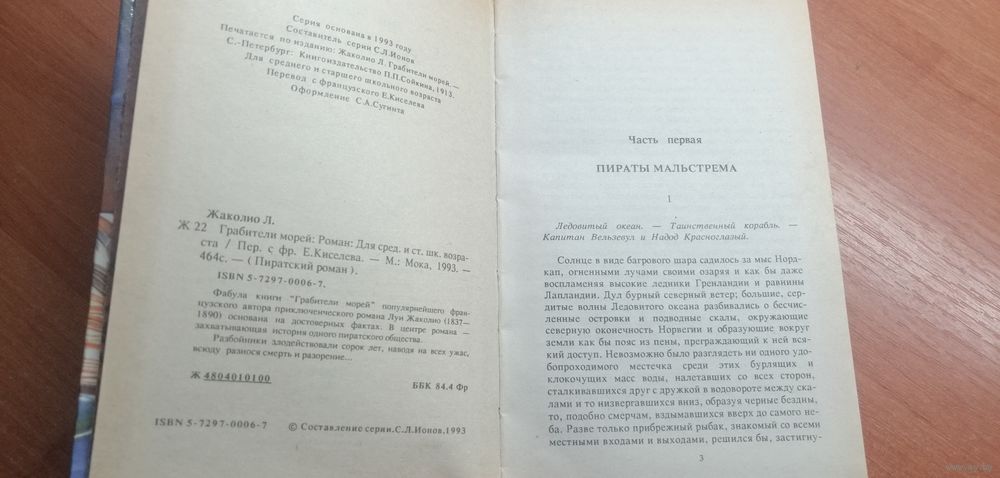 Серия основана в 1993 году
Составитель серии С.Л.Ионов
Печатается по изданию: Жаколио Л. Грабители морей.—
С.-Петербург: Книгоиздательство П.П.Сойкина, 1913.
Для среднего и старшего школьного возраста
Перевод с французского Е.Киселева
Оформление С.А.Сугинта
Жаколио Л.
Ж 22 Грабители морей: Роман: Для сред. и ст. шк. возра-
ста / Пер. с фр. Е.Киселева. — М.: Мока, 1993. —
464с. — ( Пиратский роман ).
ISBN 5-7297-0006-7.
Фабула книги "Грабители морей" популярнейшего фран-
цузского автора приключенческого романа Луи Жаколио (1837—
1890) основана на достоверных фактах. В центре романа —
захватывающая история одного пиратского общества.
Разбойники злодействовали сорок лет, наводя на всех ужас,
всюду разнося смерть и разорение...
Ж 4804010100
ББК 84.4 Фр
ISBN 5-7297-0006-7
© Составление серии.С.Л.Ионов,1993
Часть первая
ПИРАТЫ МАЛЬСТРЕМА
1
Ледовитый океан. — Таинственный корабль. —
Капитан Вельзевул и Надод Красноглазый.
Солнце в виде багрового шара садилось за мыс Норд-
кап, огненными лучами своими озаряя и как бы даже
воспламеняя высокие ледники Гренландии и равнины
Лапландии. Дул бурный северный ветер; большие, сер-
дитые волны Ледовитого океана разбивались о бесчис-
ленные островки и подводные скалы, окружающие
северную оконечность Норвегии и образующие вокруг
земли как бы пояс из пены, преграждающий к ней вся-
кий доступ. Невозможно было разглядеть ни одного удо-
бопроходимого местечка среди этих бурлящих и
клокочущих масс воды, налетавших со всех сторон,
сталкивавшихся друг с дружкой в водовороте между ска-
лами и то низвергавшихся вниз, образуя черные бездны,
то, подобно смерчам, вздымавшихся вверх до самого не-
ба. Разве только прибрежный рыбак, знакомый со всеми
местными входами и выходами, решился бы, застигну-
3